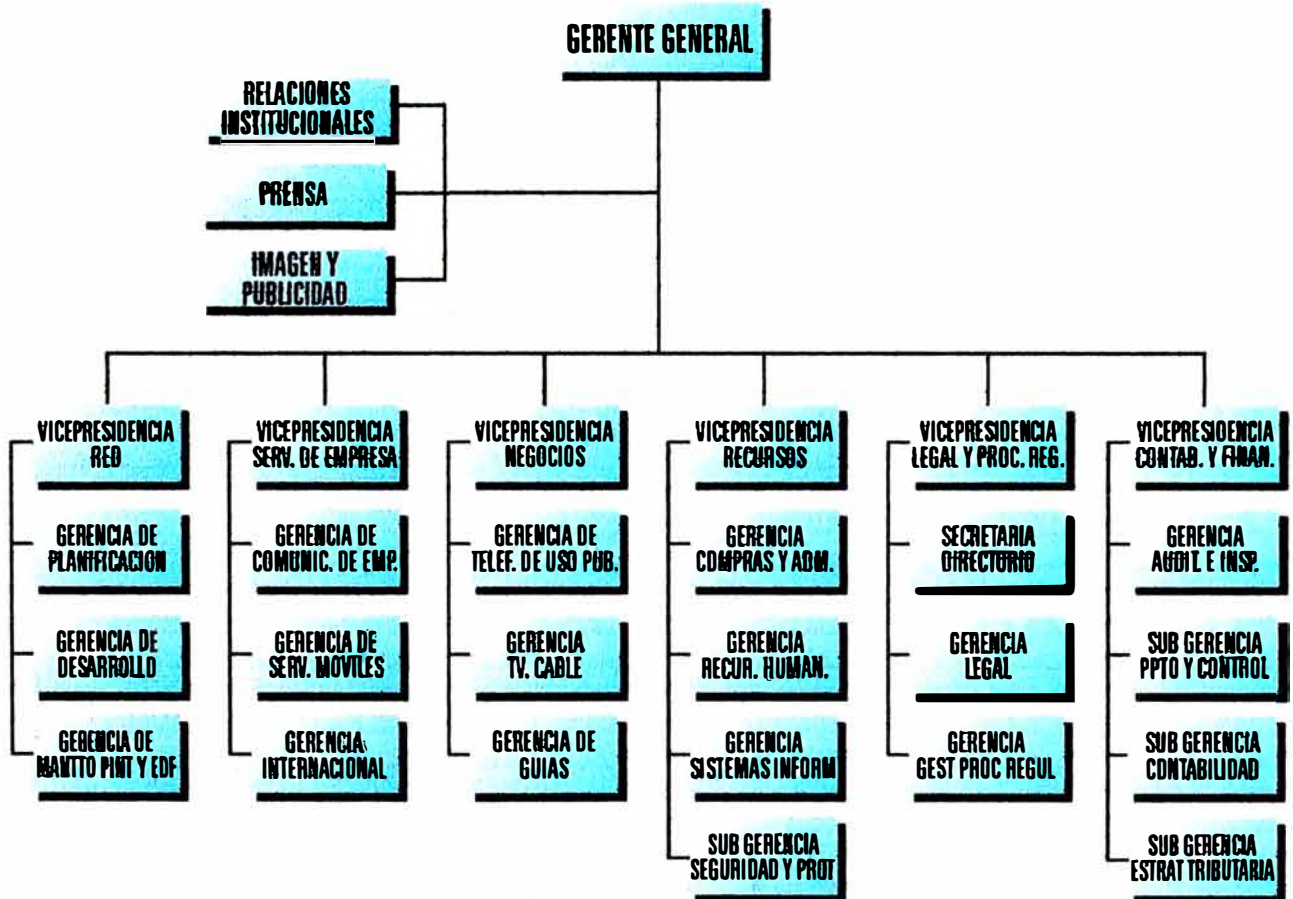 GERENTE GENERAL
RELACIONES
INSTITUCIONALES
PRENSA
IMAGEN Y
PUBLICIDAD
VICEPRESIDENCIA
RED
GERENCIA DE
PLANIFICACION
GERENCIA DE
DESARROLLO
GERENCIA DE
MANTTO PINT Y EDF
VICEPRESIDENCIA
SERV. DE EMPRESA
GERENCIA DE
COMUNIC. DE EMP.
GERENCIA DE
SERV. MOVILES
GERENCIA
INTERNACIONAL
VICEPRESIDENCIA
NEGOCIOS
GERENCIA DE
TELEF. DE USO PUB.
GERENCIA
TV. CABLE
GERENCIA DE
GUIAS
VICEPRESIDENCIA
RECURSOS
GERENCIA
COMPRAS Y ADM.
GERENCIA
RECUR. HUMAN.
GERENCIA
SISTEMAS INFORM
SUB GERENCIA
SEGURIDAD Y PROT
VICEPRESIDENCIA
LEGAL Y PROC. REG.
SECRETARIA
DIRECTORIO
GERENCIA
LEGAL
GERENCIA
GEST PROC REGUL
VICEPRESIDENCIA
CONTAB. Y FINAN.
GERENCIA
AUDIT. E INSP.
SUB GERENCIA
PPTO Y CONTROL
SUB GERENCIA
CONTABILIDAD
SUB GERENCIA
ESTRAT TRIBUTARIA